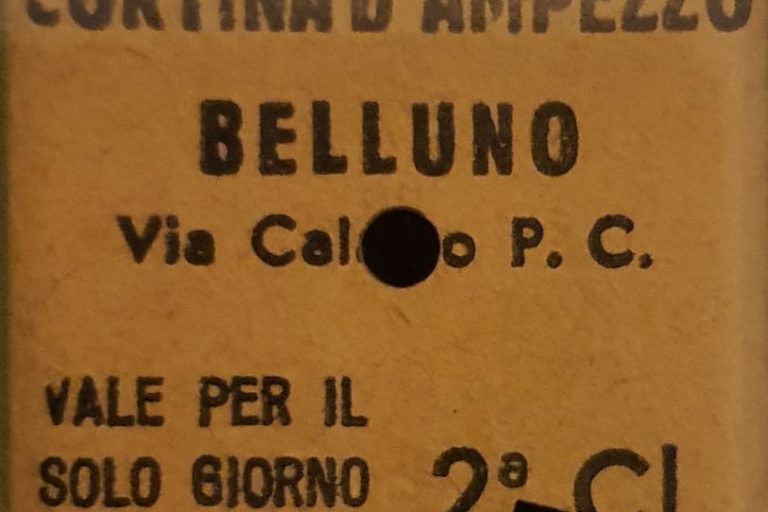 CORTINA D'AMPEZZO
BELLUNO
Via P. C.
VALE PER IL
SOLO GIORNO 2ª Cl